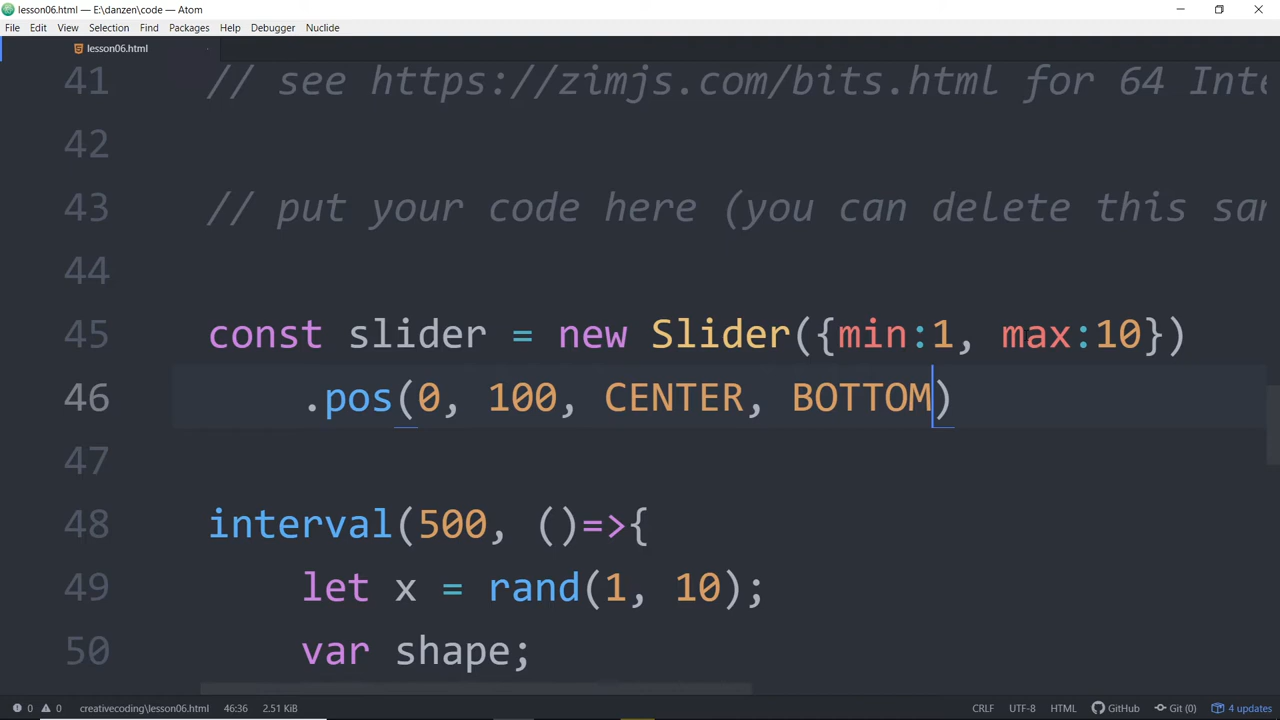 lesson06.html — E:\danzen\code — Atom
File Edit View Selection Find Packages Help Debugger Nuclide
lesson06.html
41 // see https://zimjs.com/bits.html for 64 Inte
42
43 // put your code here (you can delete this sam
44
45 const slider = new Slider({min:1, max:10})
46 .pos(0, 100, CENTER, BOTTOM)
47
48 interval(500, ()=>{
49 let x = rand(1, 10);
50 var shape;
0 0 creativecoding\lesson06.html 46:36 2.51 KiB CRLF UTF-8 HTML GitHub Git (0) 4 updates